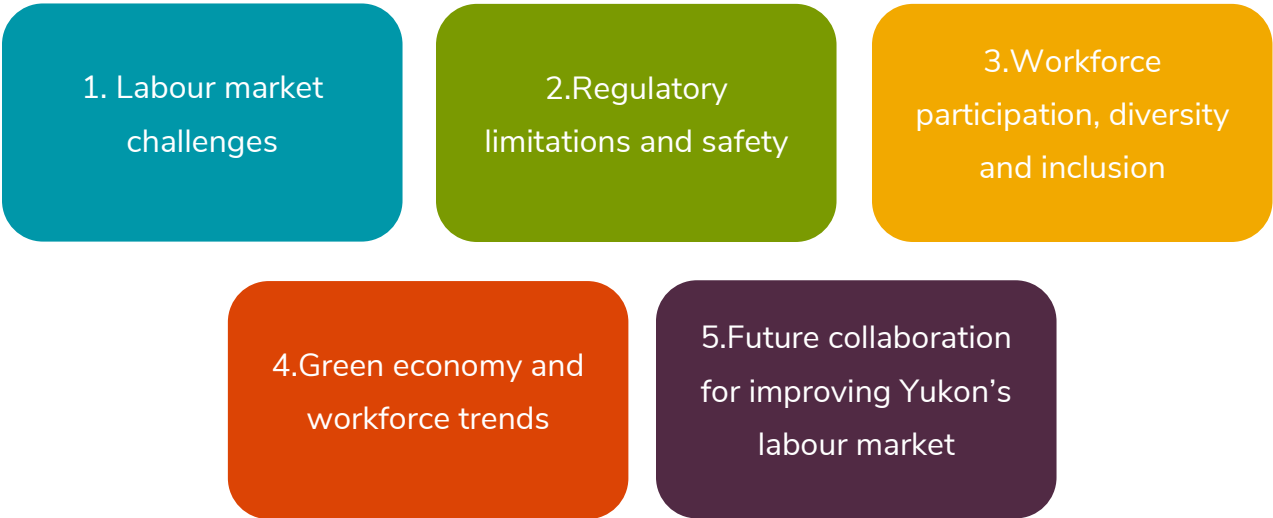 1. Labour market
challenges
2.Regulatory
limitations and safety
3.Workforce
participation, diversity
and inclusion
4.Green economy and
workforce trends
5.Future collaboration
for improving Yukon’s
labour market